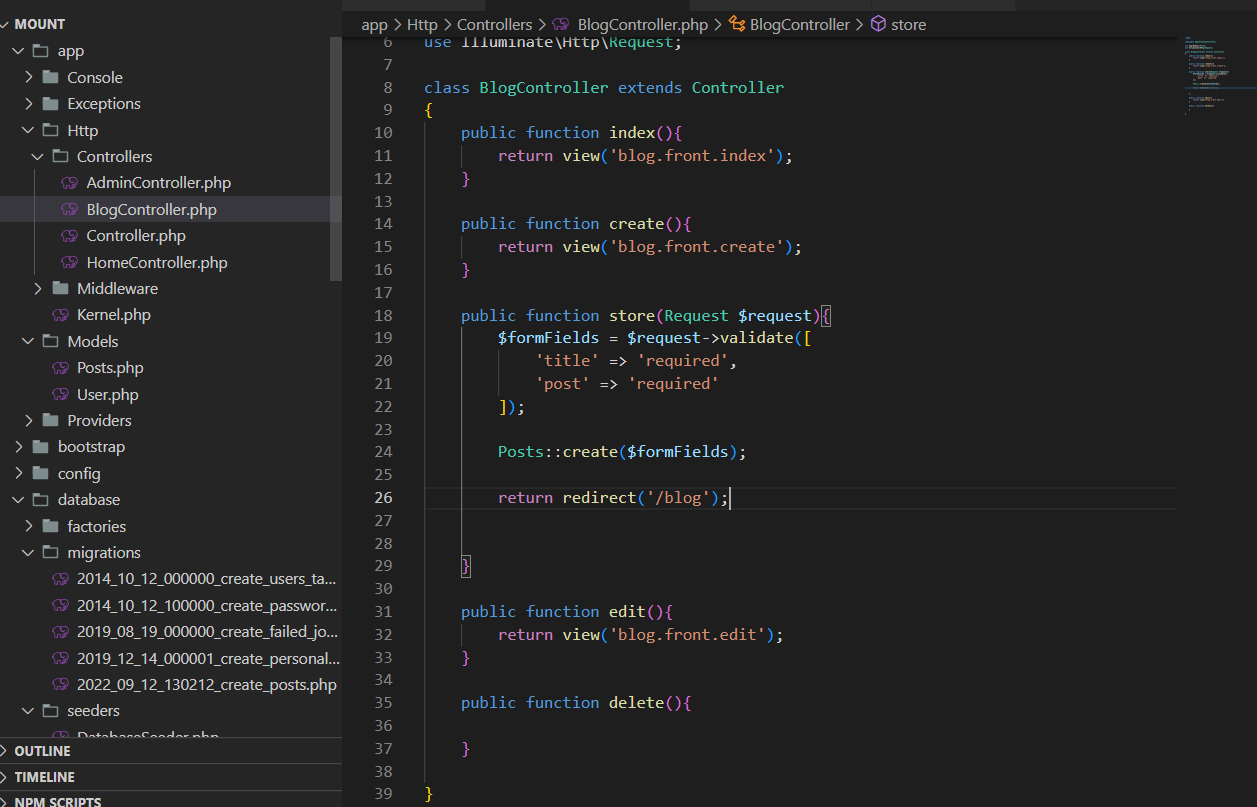 MOUNT
app
Console
Exceptions
Http
Controllers
AdminController.php
BlogController.php
Controller.php
HomeController.php
Middleware
Kernel.php
Models
Posts.php
User.php
Providers
bootstrap
config
database
factories
migrations
2014_10_12_000000_create_users_ta...
2014_10_12_100000_create_passwor...
2019_08_19_000000_create_failed_jo...
2019_12_14_000001_create_personal...
2022_09_12_130212_create_posts.php
seeders
DatabaseSeeder.php
OUTLINE
TIMELINE
NPM SCRIPTS
app > Http > Controllers > BlogController.php > BlogController > store
6 use Illuminate\Http\Request;
7
8 class BlogController extends Controller
9 {
10 public function index(){
11 return view('blog.front.index');
12 }
13
14 public function create(){
15 return view('blog.front.create');
16 }
17
18 public function store(Request $request){
19 $formFields = $request->validate([
20 'title' => 'required',
21 'post' => 'required'
22 ]);
23
24 Posts::create($formFields);
25
26 return redirect('/blog');
27
28
29 }
30
31 public function edit(){
32 return view('blog.front.edit');
33 }
34
35 public function delete(){
36
37 }
38
39 }